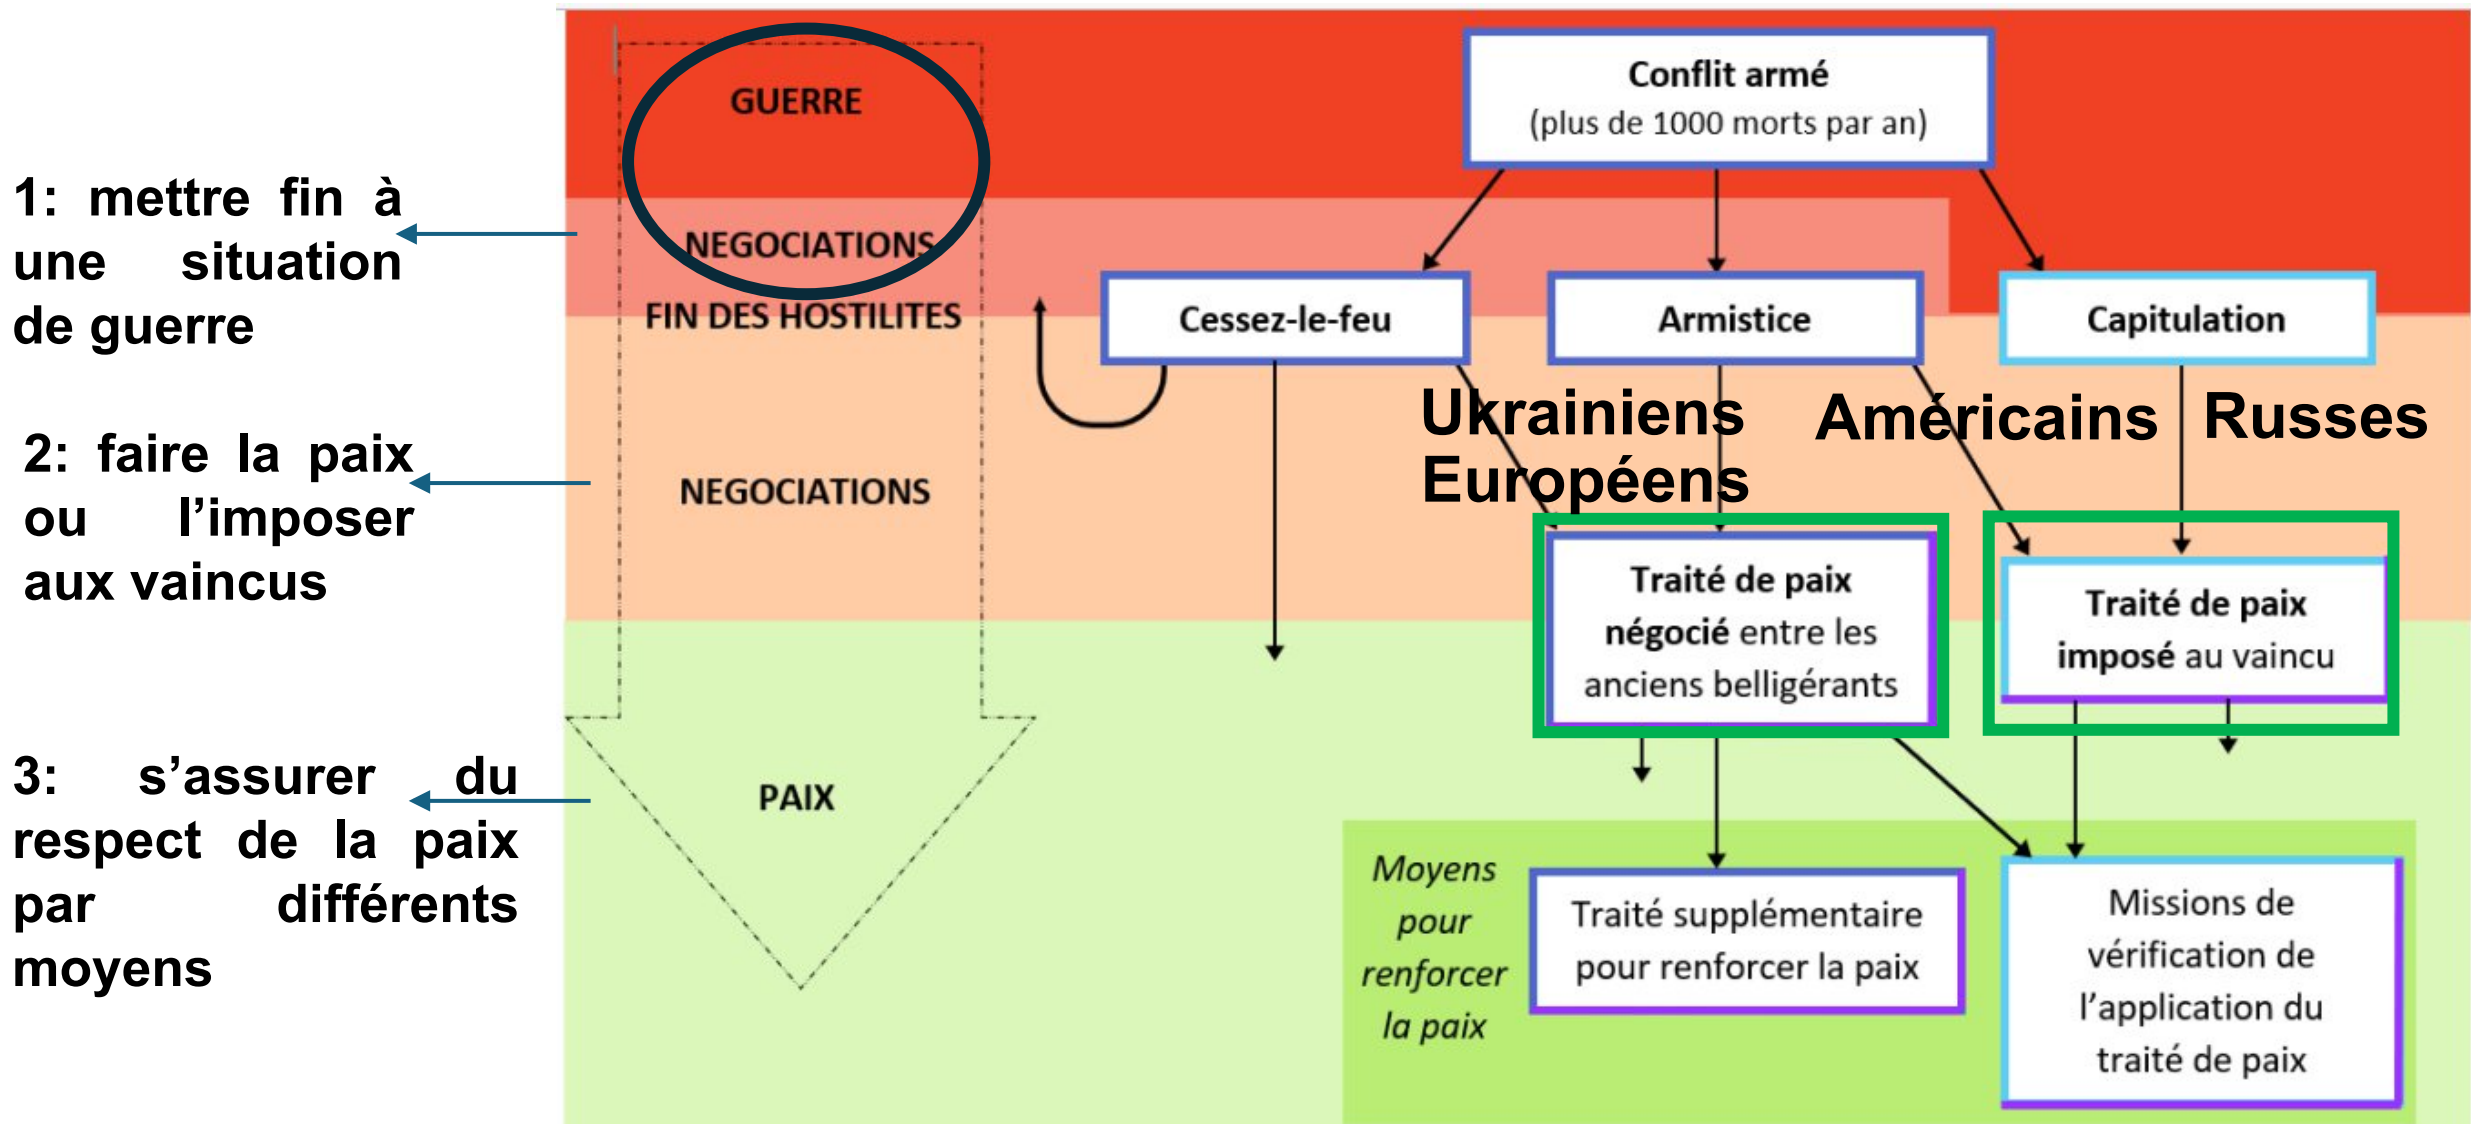 1: mettre fin à
une situation
de guerre
2: faire la paix
ou l’imposer
aux vaincus
3: s’assurer du
respect de la paix
par différents
moyens
GUERRE
NEGOCIATIONS
FIN DES HOSTILITES
NEGOCIATIONS
PAIX
Conflit armé
(plus de 1000 morts par an)
Cessez-le-feu
Armistice
Capitulation
Ukrainiens
Européens
Américains
Russes
Traité de paix
négocié entre les
anciens belligérants
Traité de paix
imposé au vaincu
Moyens
pour
renforcer
la paix
Traité supplémentaire
pour renforcer la paix
Missions de
vérification de
l’application du
traité de paix